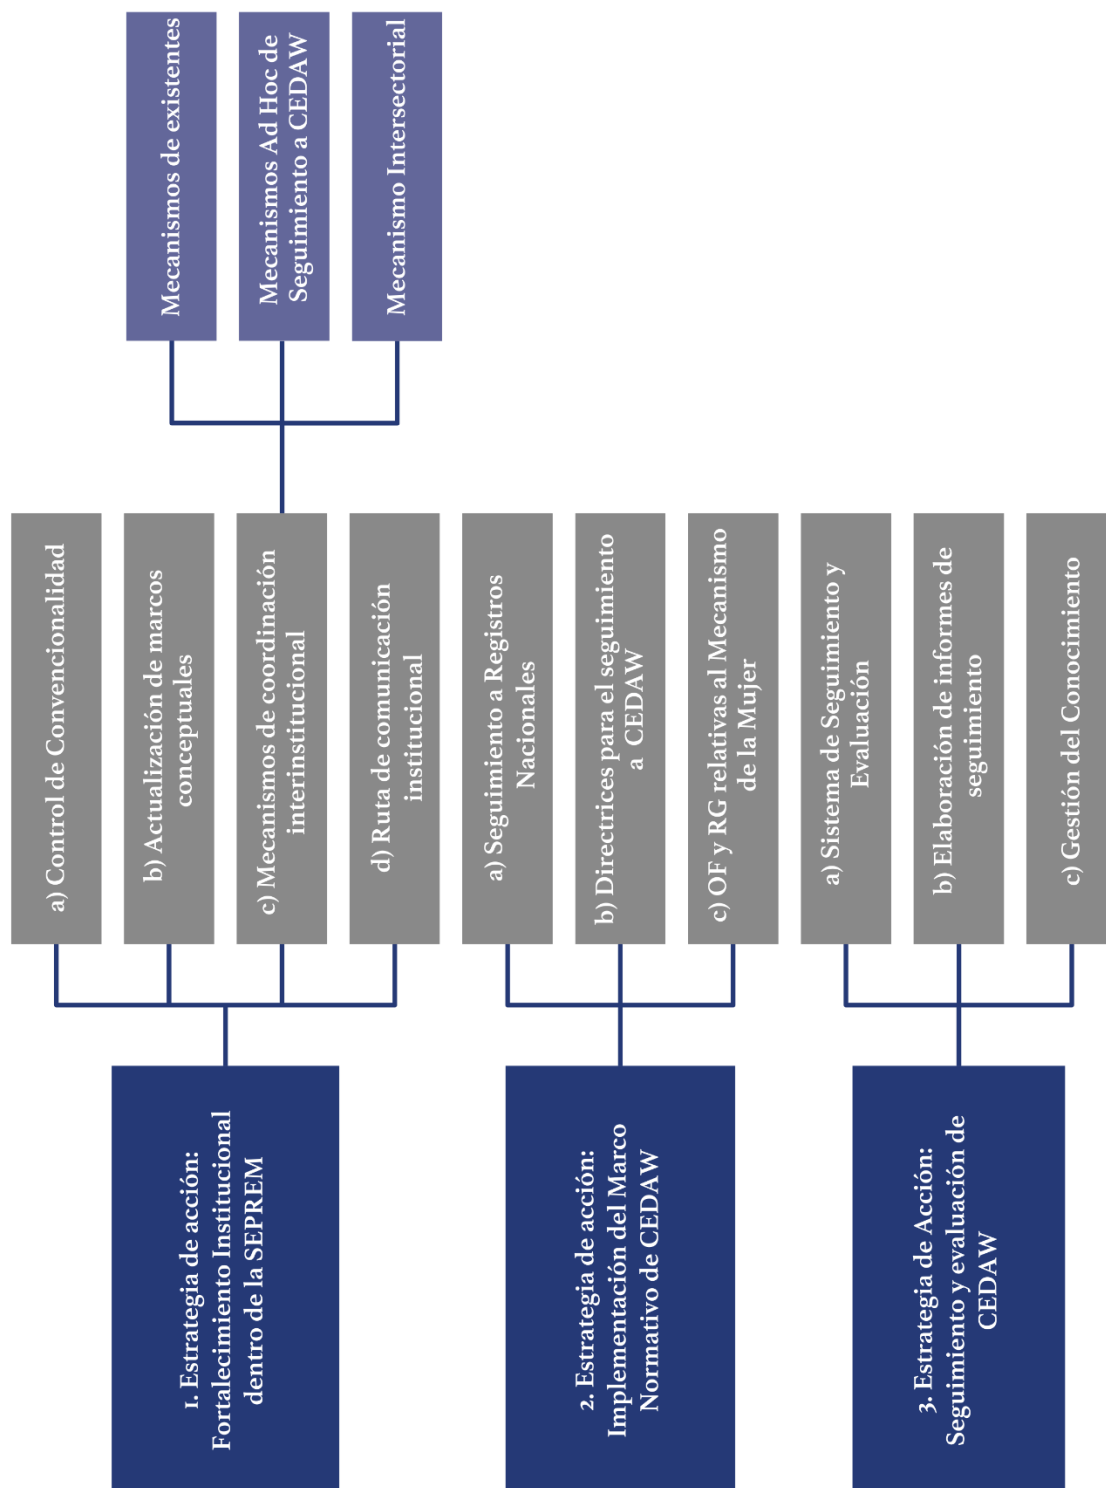 1. Estrategia de acción:
Fortalecimiento Institucional
dentro de la SEPREM
a) Control de Convencionalidad
b) Actualización de marcos
conceptuales
c) Mecanismos de coordinación
interinstitucional
Mecanismos de existentes
Mecanismos Ad Hoc de
Seguimiento a CEDAW
Mecanismo Intersectorial
d) Ruta de comunicación
institucional
2. Estrategia de acción:
Implementación del Marco
Normativo de CEDAW
a) Seguimiento a Registros
Nacionales
b) Directrices para el seguimiento
a CEDAW
c) OF y RG relativas al Mecanismo
de la Mujer
3. Estrategia de Acción:
Seguimiento y evaluación de
CEDAW
a) Sistema de Seguimiento y
Evaluación
b) Elaboración de informes de
seguimiento
c) Gestión del Conocimiento